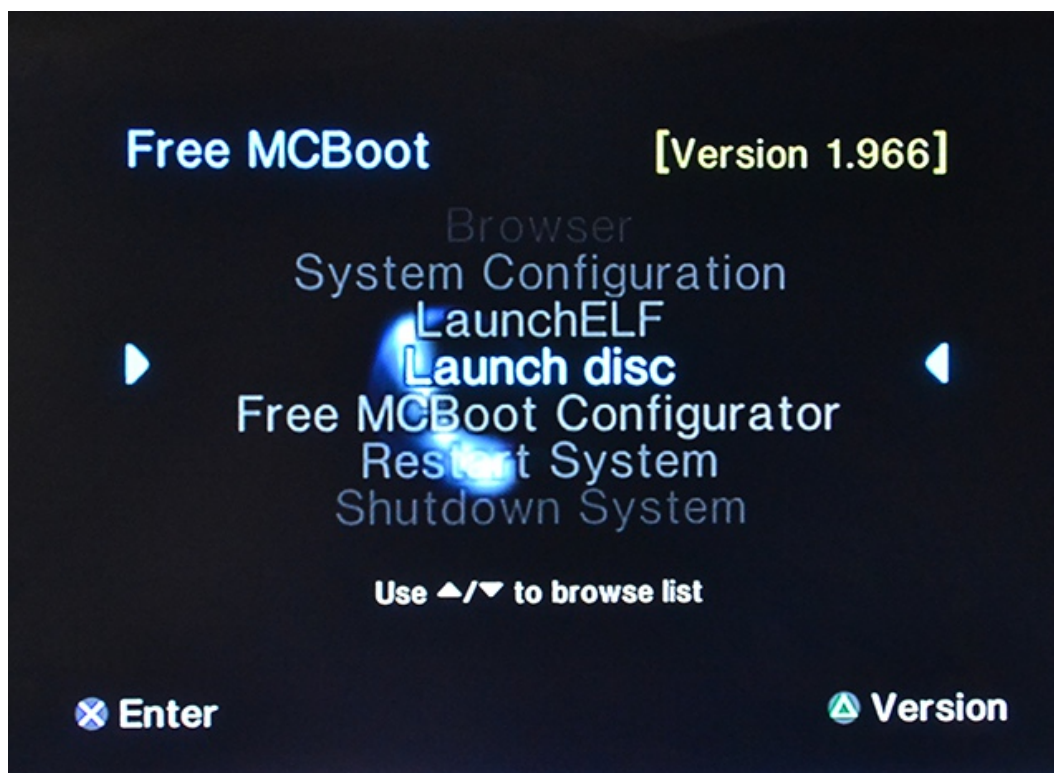 Free MCBoot [Version 1.966]
Browser
System Configuration
LaunchELF
Launch disc
Free MCBoot Configurator
Restart System
Shutdown System
Use ▲/▼ to browse list
Enter Version